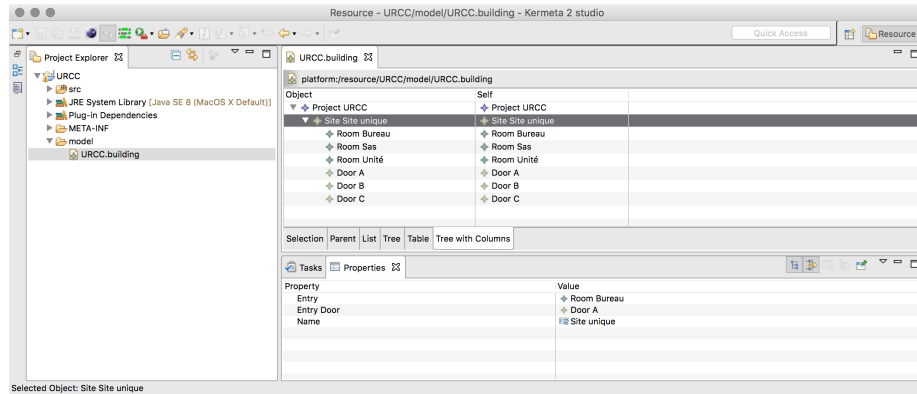 Resource - URCC/model/URCC.building - Kermeta 2 studio
Quick Access
Resource
Project Explorer
URCC
src
JRE System Library [Java SE 8 (MacOS X Default)]
Plug-in Dependencies
META-INF
model
URCC.building
URCC.building
platform:/resource/URCC/model/URCC.building
Object Self
Project URCC Project URCC
Site Site unique Site Site unique
Room Bureau Room Bureau
Room Sas Room Sas
Room Unité Room Unité
Door A Door A
Door B Door B
Door C Door C
Selection Parent List Tree Table Tree with Columns
Tasks Properties
Property Value
Entry Room Bureau
Entry Door Door A
Name Site unique
Selected Object: Site Site unique